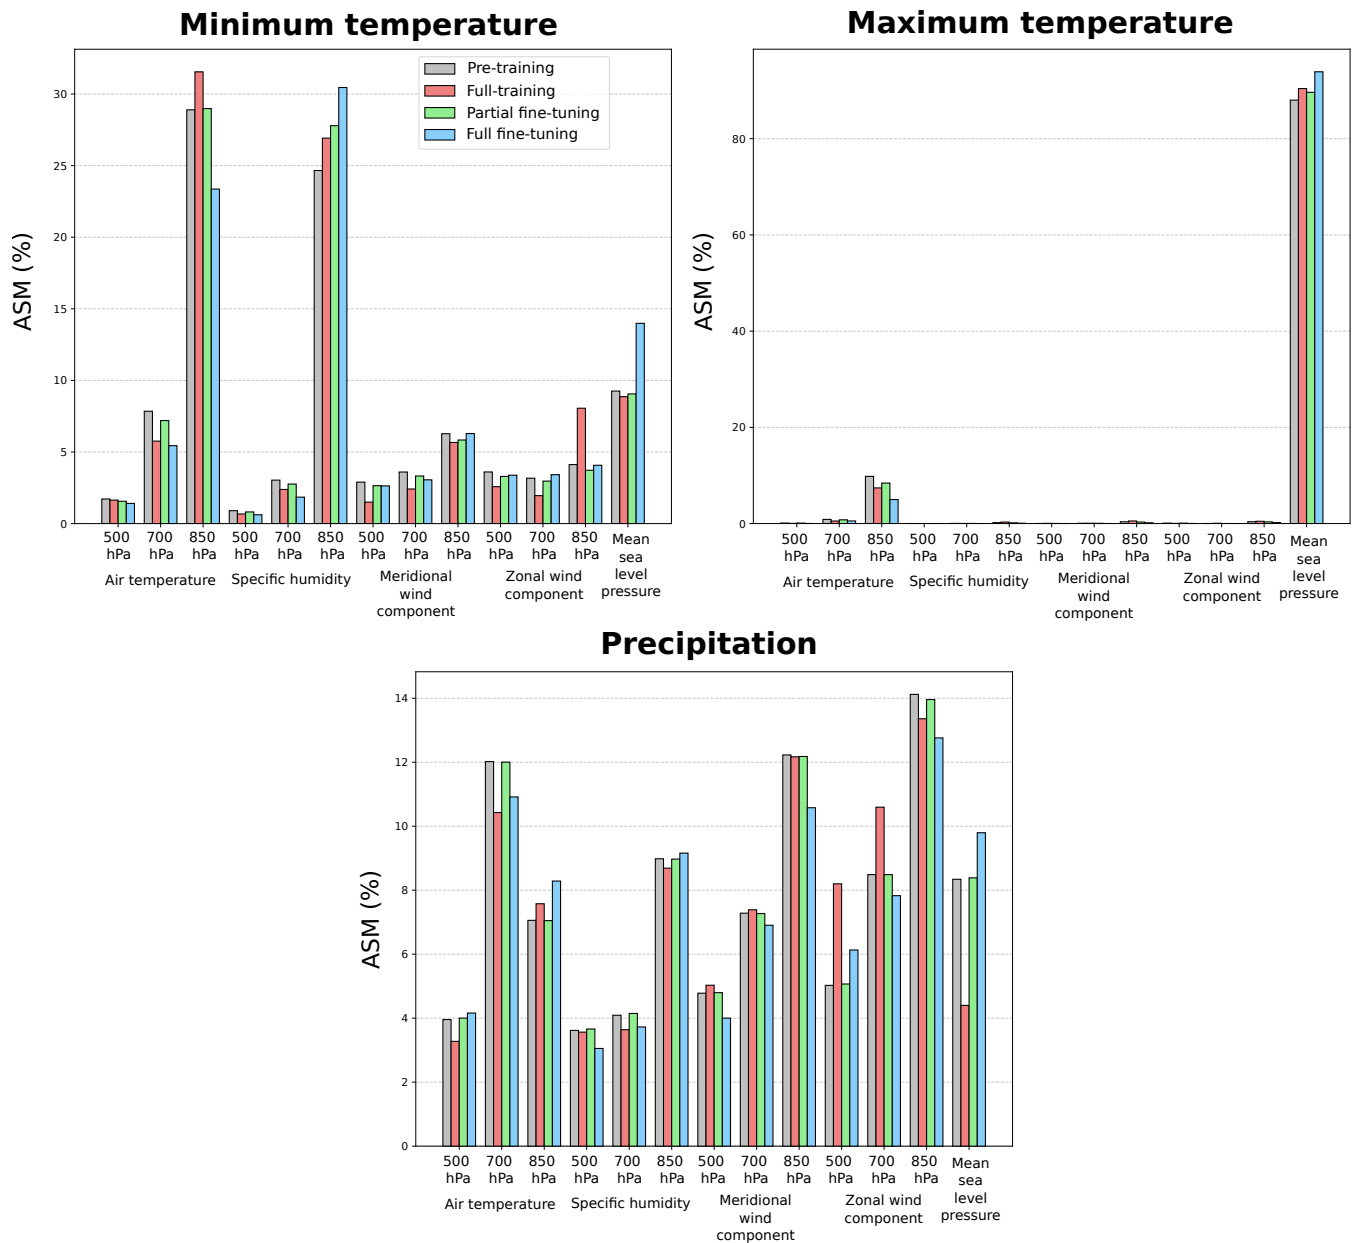 Minimum temperature
ASM (%)
30
25
20
15
10
5
0
Pre-training
Full-training
Partial fine-tuning
Full fine-tuning
500 700 850 500 700 850 500 700 850 500 700 850 Mean
hPa hPa hPa hPa hPa hPa hPa hPa hPa hPa hPa hPa sea
level
pressure
Air temperature
Specific humidity
Meridional
wind
component
Zonal wind
component
Maximum temperature
ASM (%)
80
60
40
20
0
500 700 850 500 700 850 500 700 850 500 700 850 Mean
hPa hPa hPa hPa hPa hPa hPa hPa hPa hPa hPa hPa sea
level
pressure
Air temperature
Specific humidity
Meridional
wind
component
Zonal wind
component
Precipitation
ASM (%)
14
12
10
8
6
4
2
0
500 700 850 500 700 850 500 700 850 500 700 850 Mean
hPa hPa hPa hPa hPa hPa hPa hPa hPa hPa hPa hPa sea
level
pressure
Air temperature
Specific humidity
Meridional
wind
component
Zonal wind
component